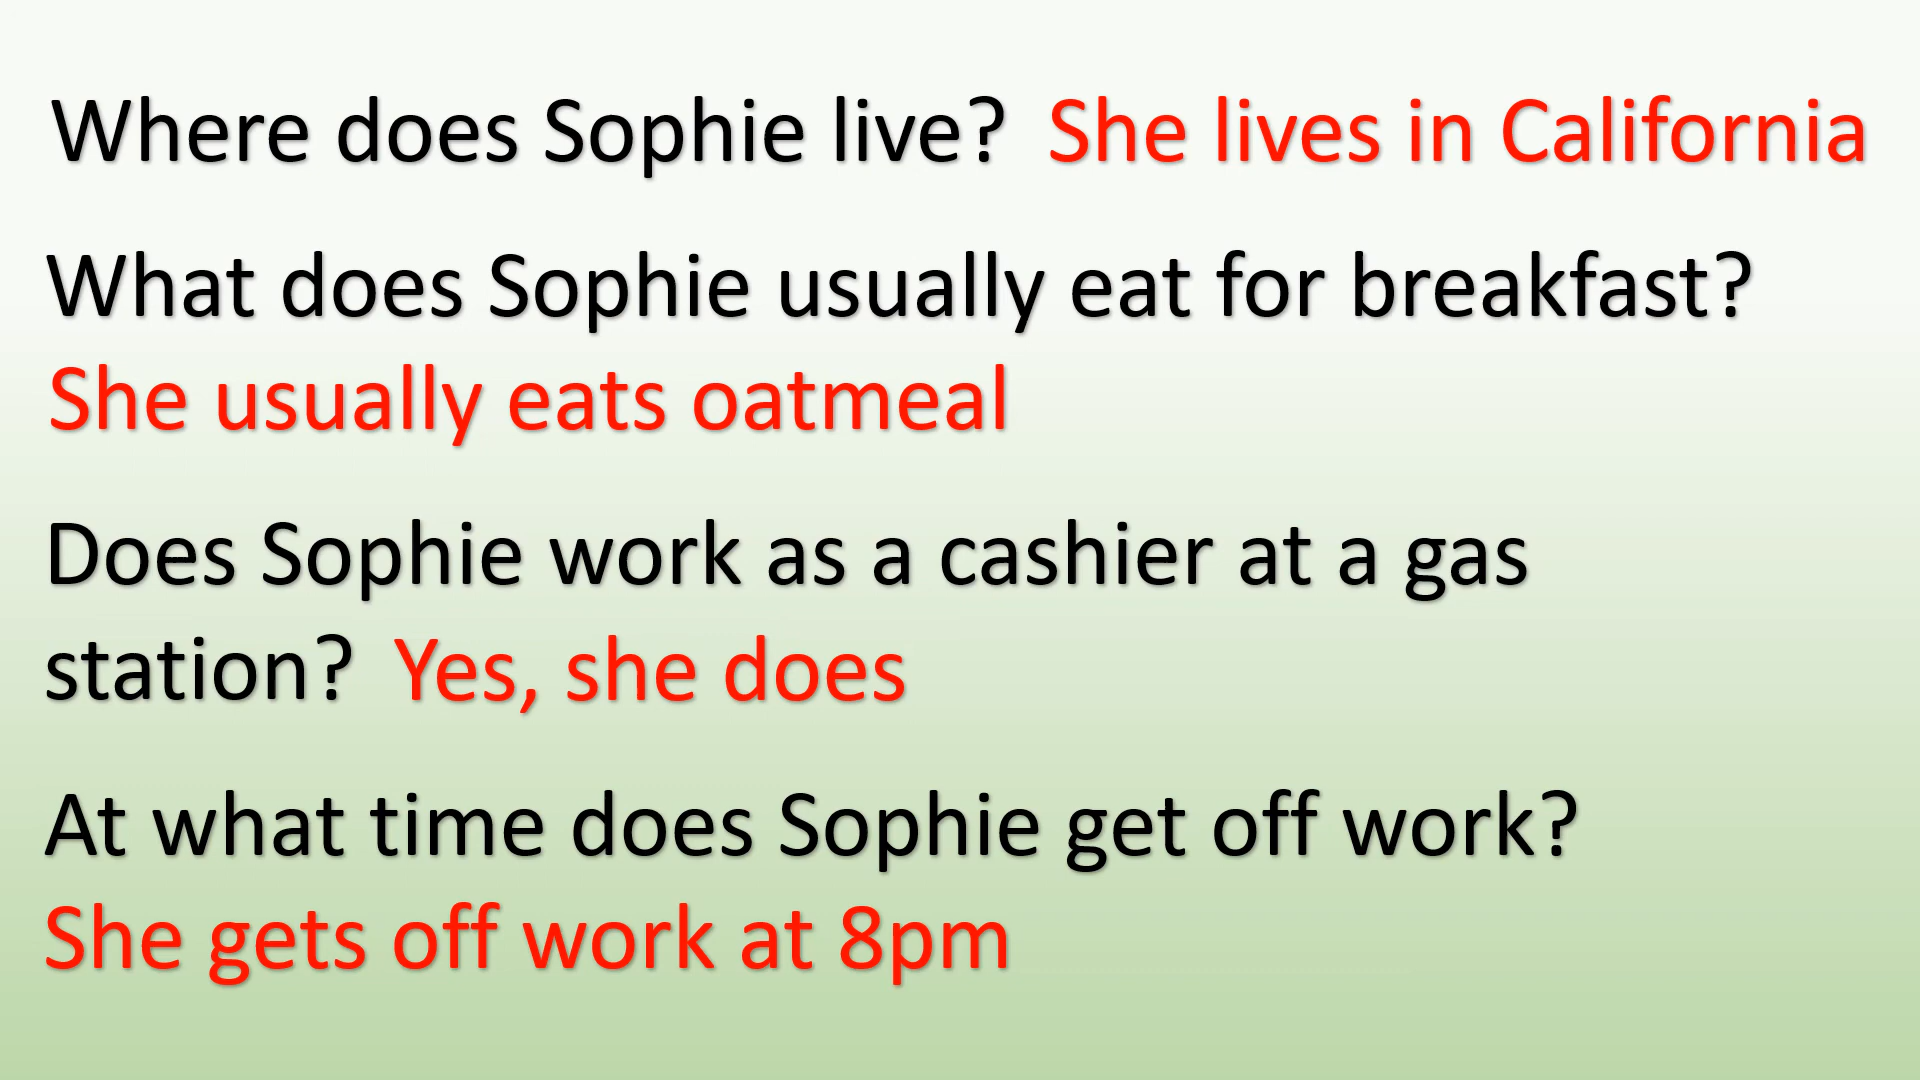 Where does Sophie live? She lives in California
What does Sophie usually eat for breakfast?
She usually eats oatmeal
Does Sophie work as a cashier at a gas
station? Yes, she does
At what time does Sophie get off work?
She gets off work at 8pm